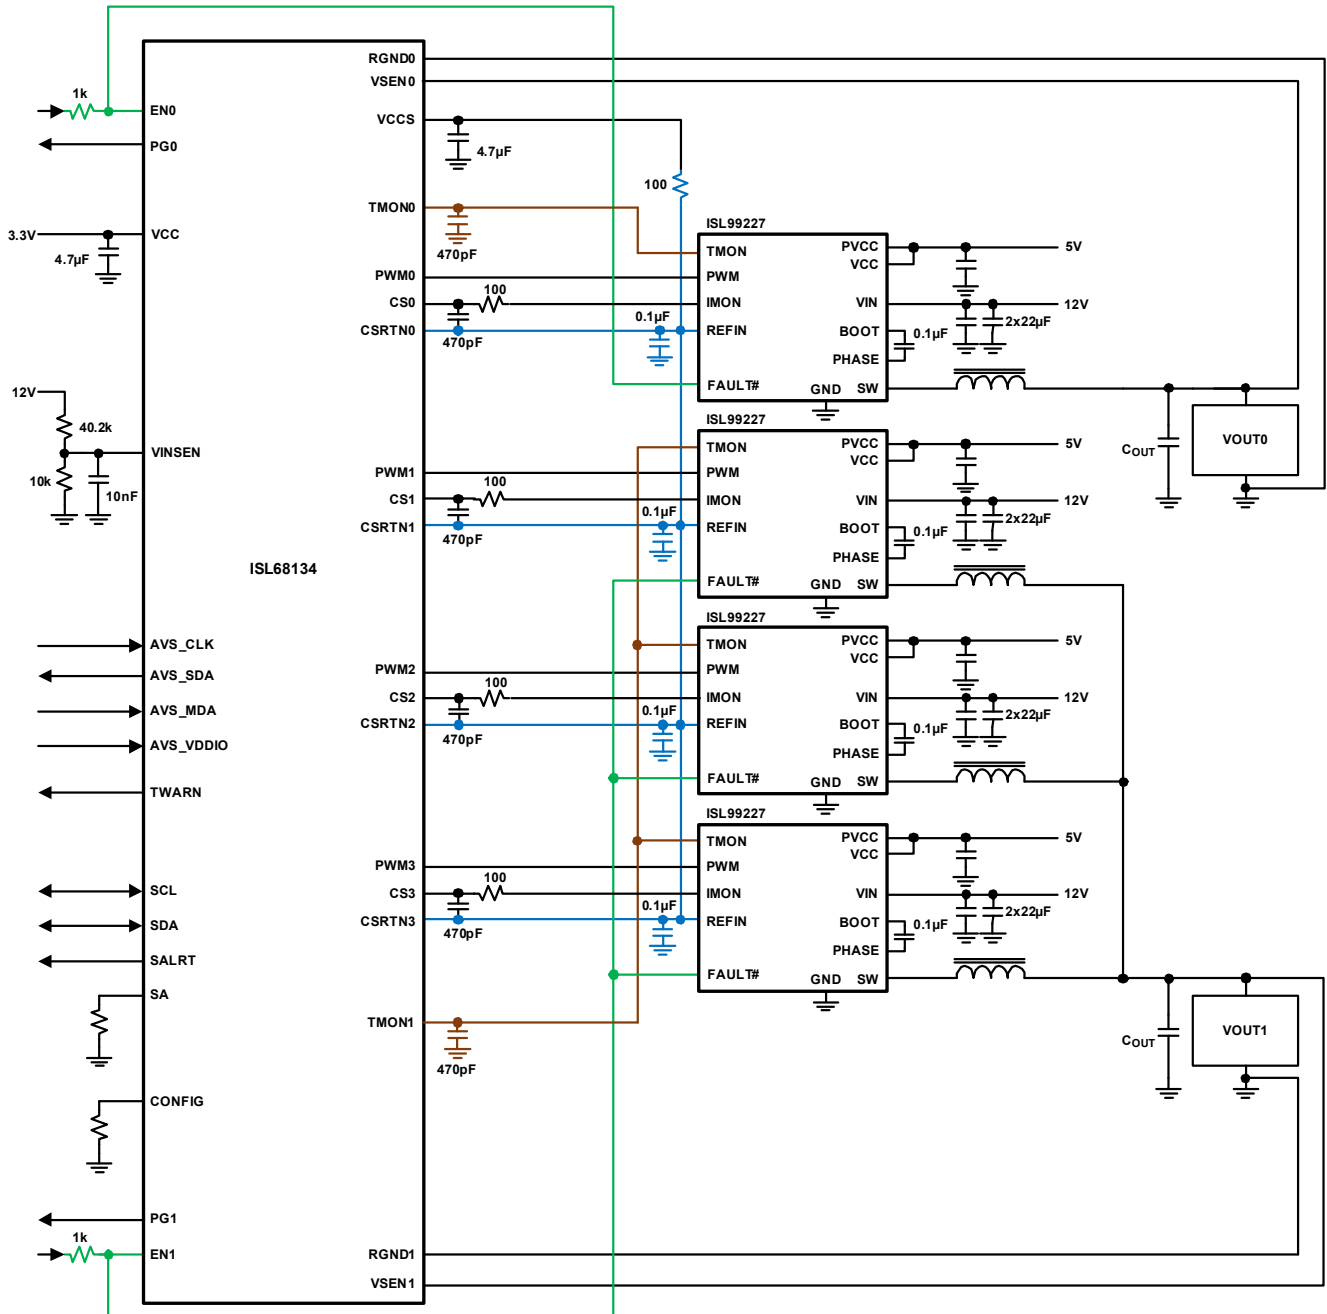 RGND0
VSEN0
1k
EN0
VCCS
PG0
4.7µF
100
TMON0
ISL99227
3.3V
VCC
4.7µF
470pF
TMON
PVCC
VCC
5V
PWM0
PWM
CS0
100
IMON
VIN
12V
0.1µF
2x22µF
CSRTN0
REFIN
BOOT
0.1µF
470pF
PHASE
FAULT#
GND
SW
12V
40.2k
ISL99227
VINSEN
10k
10nF
TMON
PVCC
VCC
5V
COUT
VOUT0
PWM1
PWM
100
CS1
IMON
VIN
12V
0.1µF
2x22µF
CSRTN1
REFIN
BOOT
0.1µF
470pF
PHASE
ISL68134
FAULT#
GND
SW
ISL99227
AVS_CLK
TMON
PVCC
VCC
5V
AVS_SDA
PWM2
PWM
100
CS2
IMON
VIN
12V
AVS_MDA
0.1µF
2x22µF
CSRTN2
REFIN
BOOT
0.1µF
470pF
AVS_VDDIO
PHASE
FAULT#
GND
SW
TWARN
ISL99227
TMON
PVCC
VCC
5V
PWM3
PWM
100
SCL
CS3
IMON
VIN
12V
0.1µF
2x22µF
SDA
CSRTN3
REFIN
BOOT
0.1µF
470pF
PHASE
SALRT
FAULT#
GND
SW
SA
TMON1
COUT
VOUT1
470pF
CONFIG
PG1
1k
EN1
RGND1
VSEN1